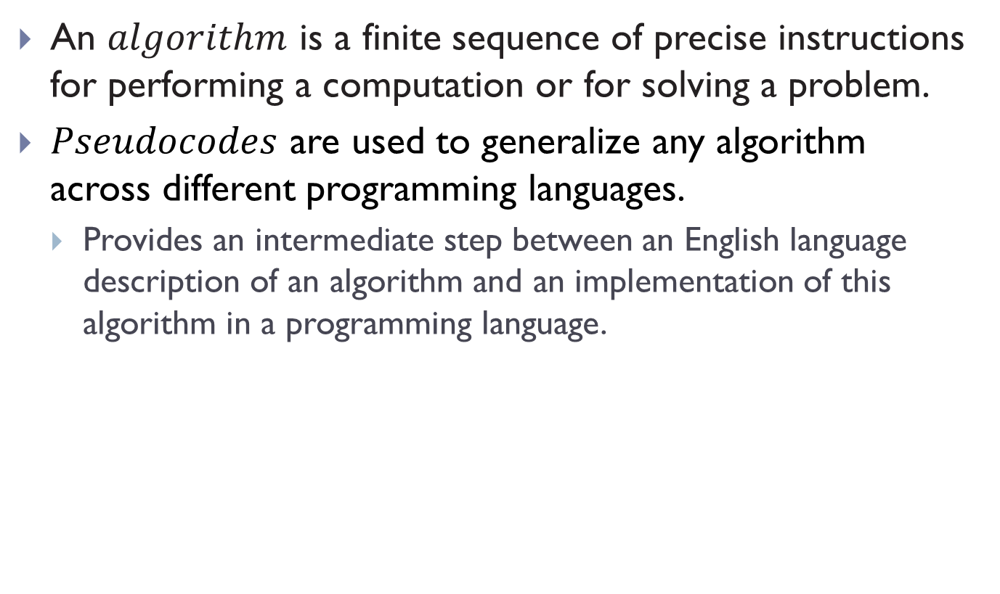 An algorithm is a finite sequence of precise instructions
for performing a computation or for solving a problem.
Pseudocodes are used to generalize any algorithm
across different programming languages.
Provides an intermediate step between an English language
description of an algorithm and an implementation of this
algorithm in a programming language.